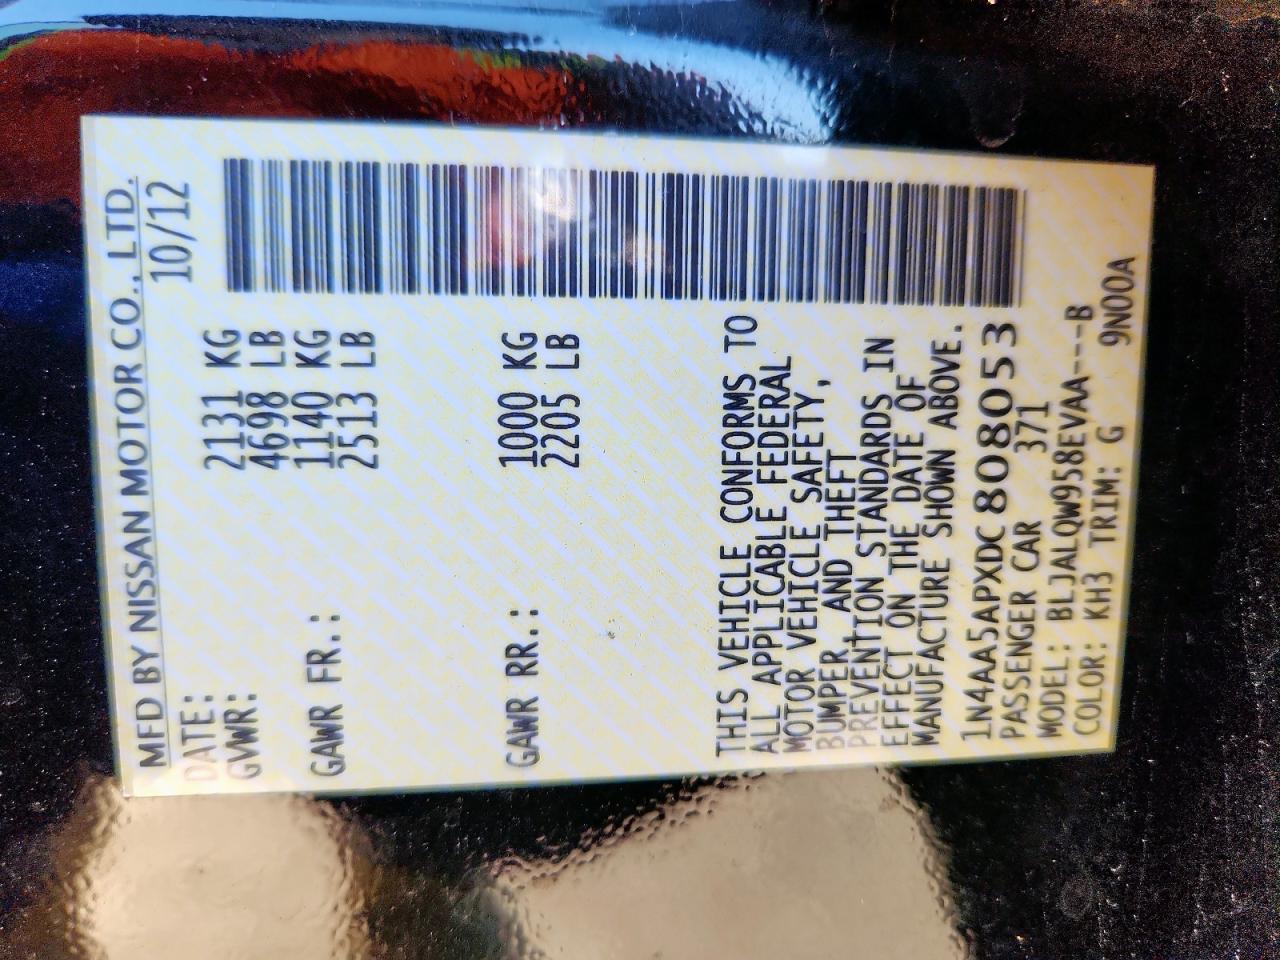 MFD BY NISSAN MOTOR CO., LTD.
DATE: 10/12
GVWR: 2131 KG
4698 LB
GAWR FR.: 1140 KG
2513 LB
GAWR RR.: 1000 KG
2205 LB
THIS VEHICLE CONFORMS TO
ALL APPLICABLE FEDERAL
MOTOR VEHICLE SAFETY,
BUMPER, AND THEFT
PREVENTION STANDARDS IN
EFFECT ON THE DATE OF
MANUFACTURE SHOWN ABOVE.
1N4AA5APXDC808053
PASSENGER CAR 371
MODEL: BLJALQW958EVAA---B
COLOR: KH3 TRIM: G 9N00A